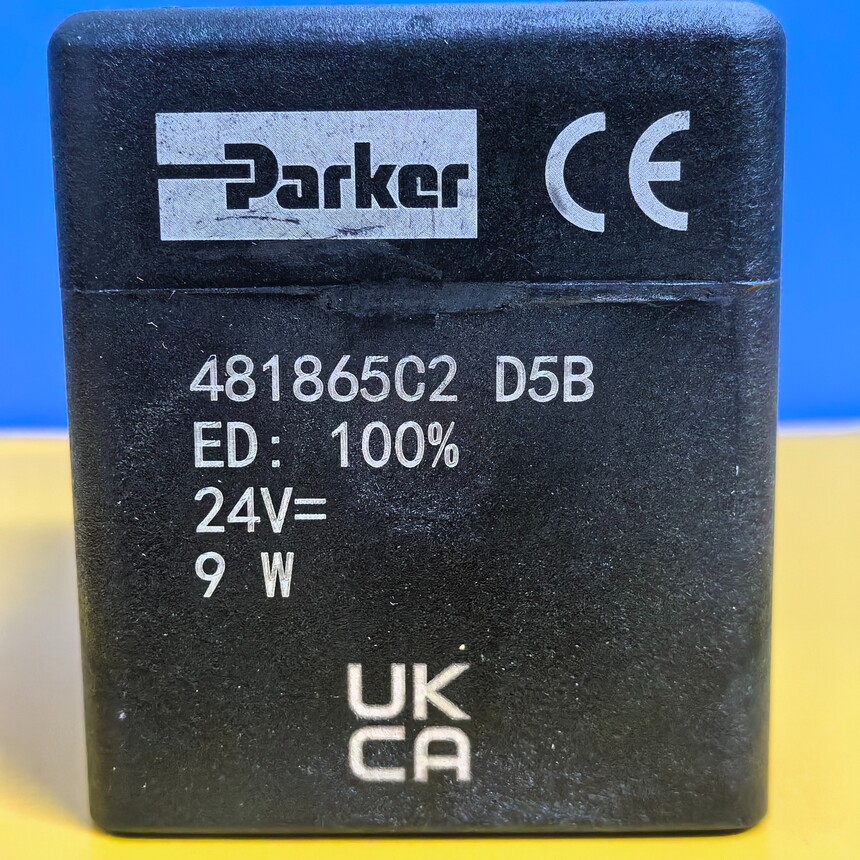 Parker CE
481865C2 D5B
ED: 100%
24V=
9 W
UK
CA